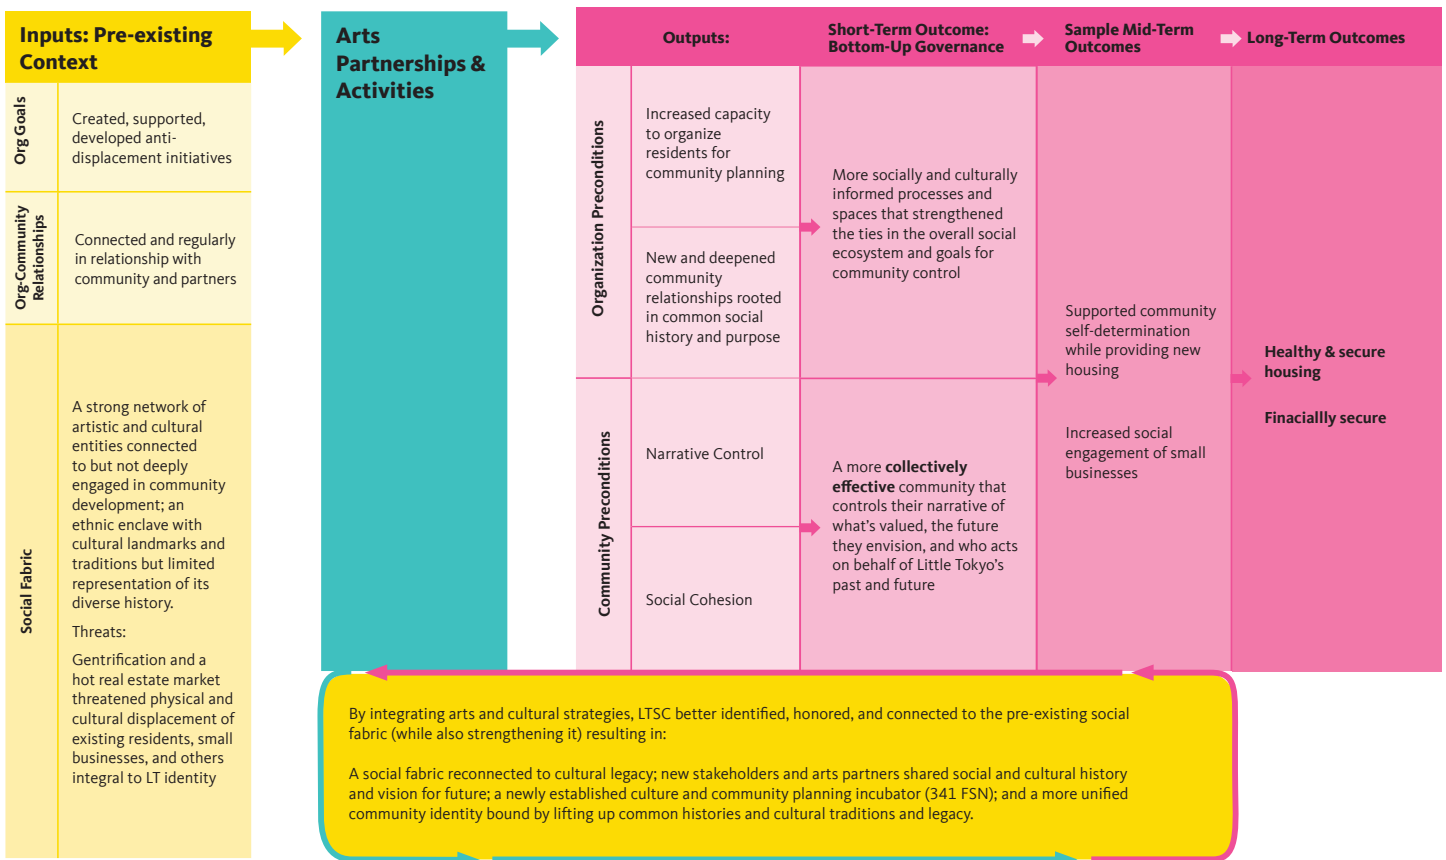 Inputs: Pre-existing
Context
Org Goals
Created, supported,
developed anti-
displacement initiatives
Org-Community
Relationships
Connected and regularly
in relationship with
community and partners
Social Fabric
A strong network of
artistic and cultural
entities connected
to but not deeply
engaged in community
development; an
ethnic enclave with
cultural landmarks and
traditions but limited
representation of its
diverse history.
Threats:
Gentrification and a
hot real estate market
threatened physical and
cultural displacement of
existing residents, small
businesses, and others
integral to LT identity
Arts
Partnerships &
Activities
Outputs:
Short-Term Outcome:
Bottom-Up Governance
Sample Mid-Term
Outcomes
Long-Term Outcomes
Organization Preconditions
Increased capacity
to organize
residents for
community planning
New and deepened
community
relationships rooted
in common social
history and purpose
More socially and culturally
informed processes and
spaces that strengthened
the ties in the overall social
ecosystem and goals for
community control
Community Preconditions
Narrative Control
Social Cohesion
A more collectively
effective community that
controls their narrative of
what's valued, the future
they envision, and who acts
on behalf of Little Tokyo's
past and future
Supported community
self-determination
while providing new
housing
Increased social
engagement of small
businesses
Healthy & secure
housing
Finaciallly secure
By integrating arts and cultural strategies, LTSC better identified, honored, and connected to the pre-existing social
fabric (while also strengthening it) resulting in:
A social fabric reconnected to cultural legacy; new stakeholders and arts partners shared social and cultural history
and vision for future; a newly established culture and community planning incubator (341 FSN); and a more unified
community identity bound by lifting up common histories and cultural traditions and legacy.